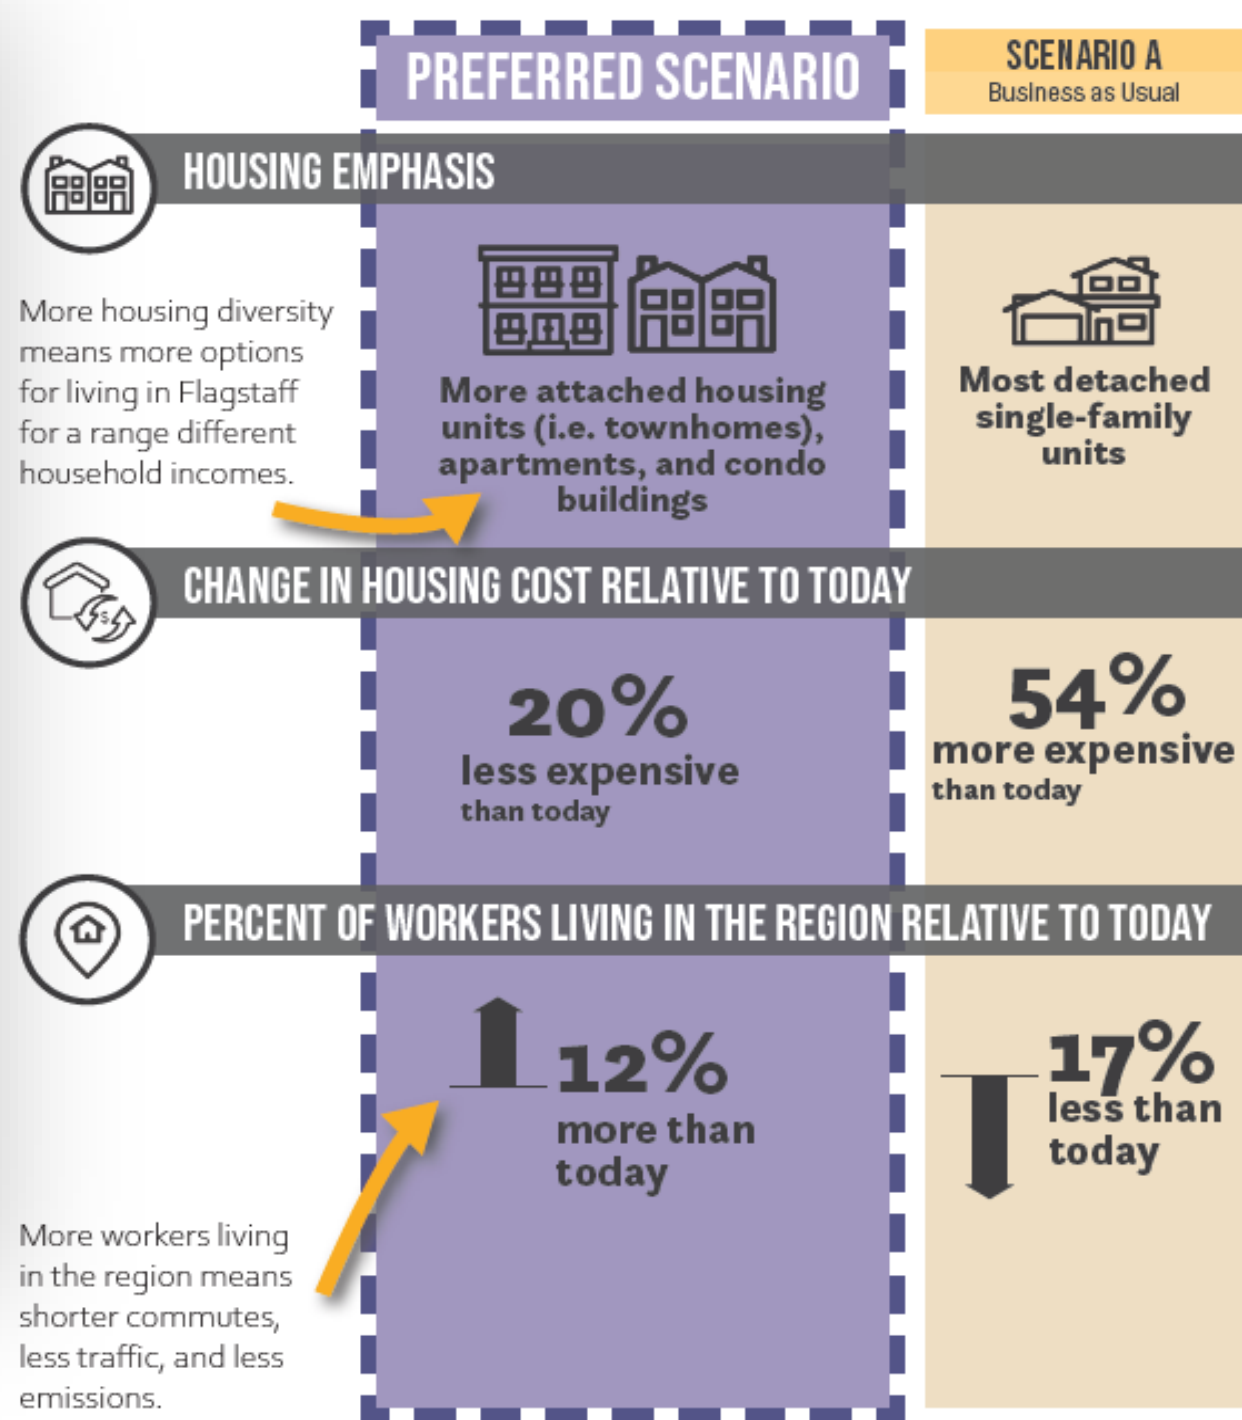 PREFERRED SCENARIO
SCENARIO A
Business as Usual
HOUSING EMPHASIS
More housing diversity
means more options
for living in Flagstaff
for a range different
household incomes.
More attached housing
units (i.e. townhomes),
apartments, and condo
buildings
Most detached
single-family
units
CHANGE IN HOUSING COST RELATIVE TO TODAY
$
20%
less expensive
than today
54%
more expensive
than today
PERCENT OF WORKERS LIVING IN THE REGION RELATIVE TO TODAY
12%
more than
today
17%
less than
today
More workers living
in the region means
shorter commutes,
less traffic, and less
emissions.